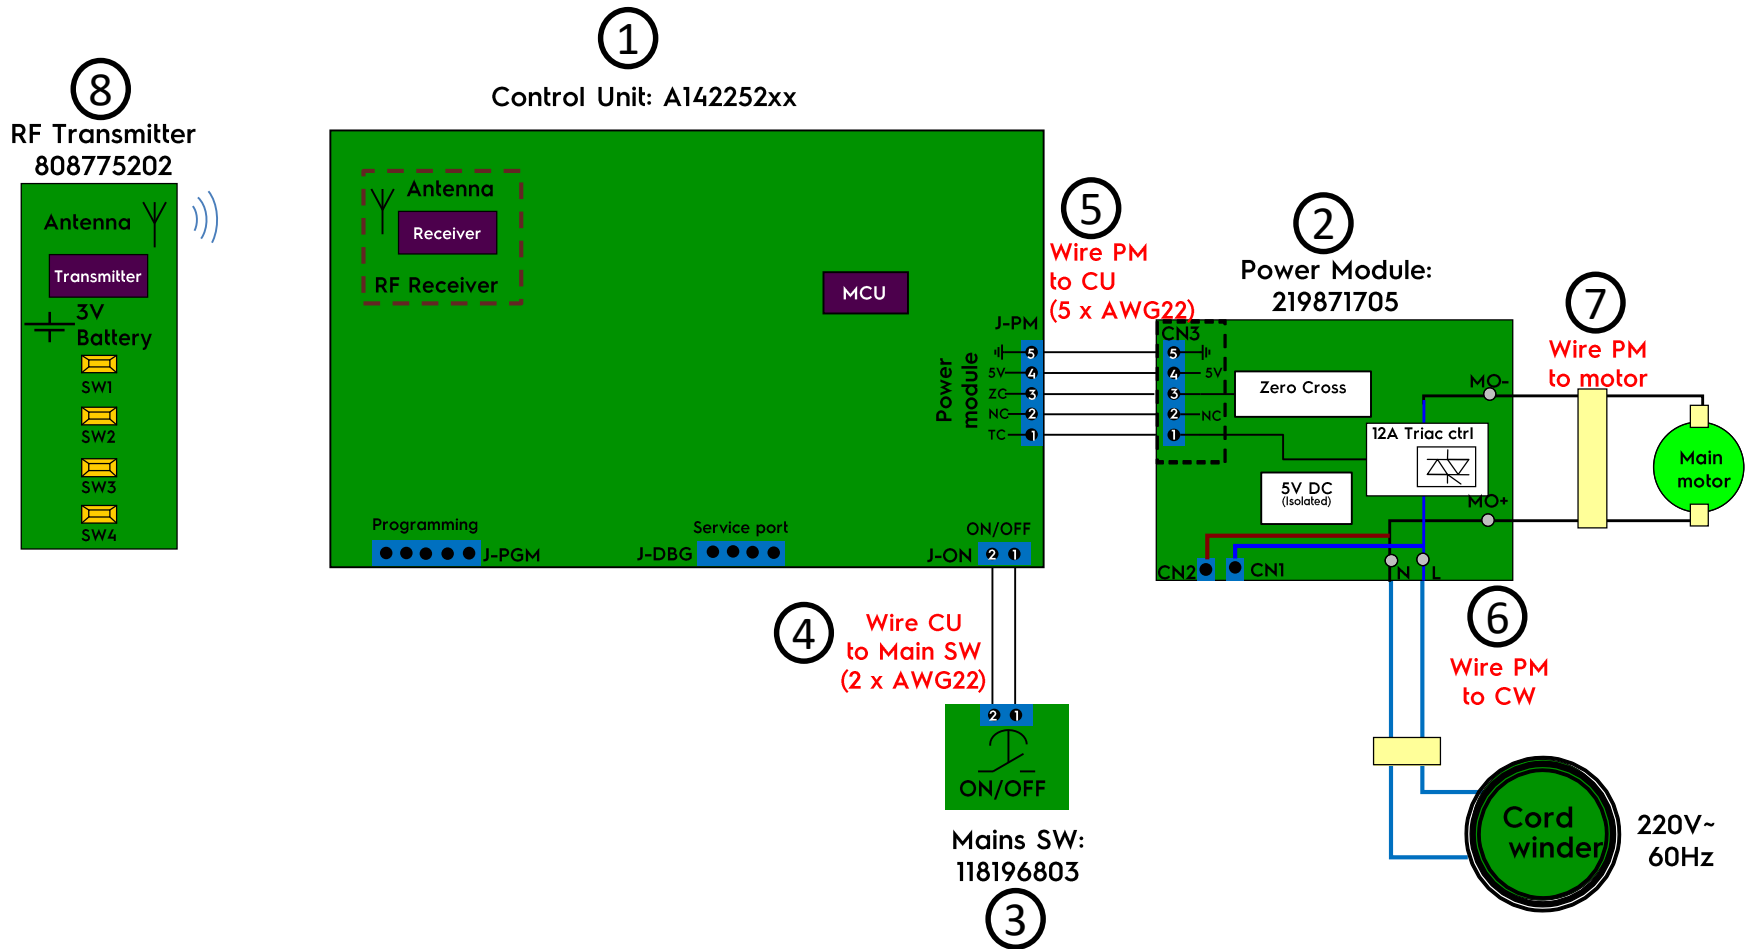 1
Control Unit: A142252xx
8
RF Transmitter
808775202
Antenna
Transmitter
3V
Battery
SW1
SW2
SW3
SW4
Antenna
Receiver
RF Receiver
MCU
J-PM
Power
module
5V
ZC
NC
TC
5
4
3
2
1
Programming
J-PGM
Service port
J-DBG
ON/OFF
J-ON
2 1
5
Wire PM
to CU
(5 x AWG22)
2
Power Module:
219871705
CN3
5
4
3
2
1
5V
NC
Zero Cross
12A Triac ctrl
5V DC
(Isolated)
MO-
MO+
CN2
CN1
N
L
7
Wire PM
to motor
Main
motor
4
Wire CU
to Main SW
(2 x AWG22)
2 1
ON/OFF
Mains SW:
118196803
3
6
Wire PM
to CW
Cord
winder
220V~
60Hz